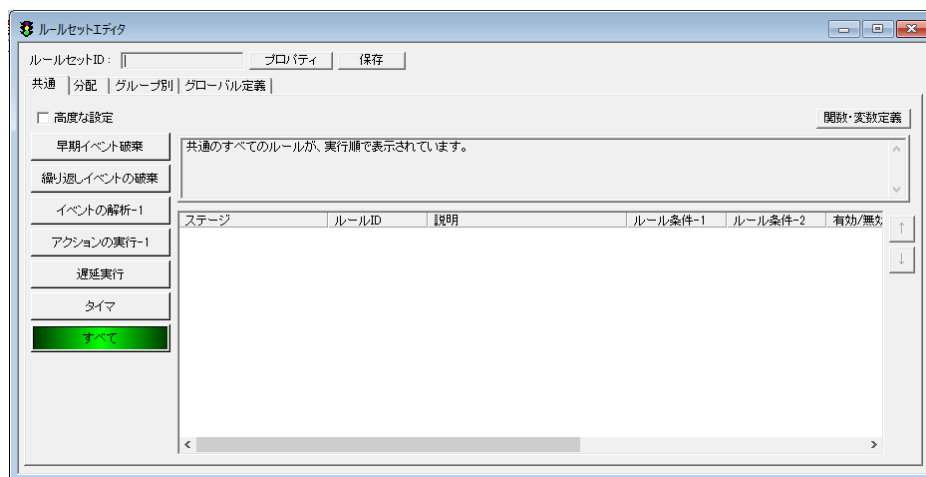 ルールセットエディタ
ルールセットID： プロパティ 保存
共通 分配 グループ別 グローバル定義
高度な設定 関数・変数定義
早期イベント破棄
共通のすべてのルールが、実行順で表示されています。
繰り返しイベントの破棄
イベントの解析-1
ステージ ルールID 説明 ルール条件-1 ルール条件-2 有効/無効
アクションの実行-1
遅延実行
タイマ
すべて